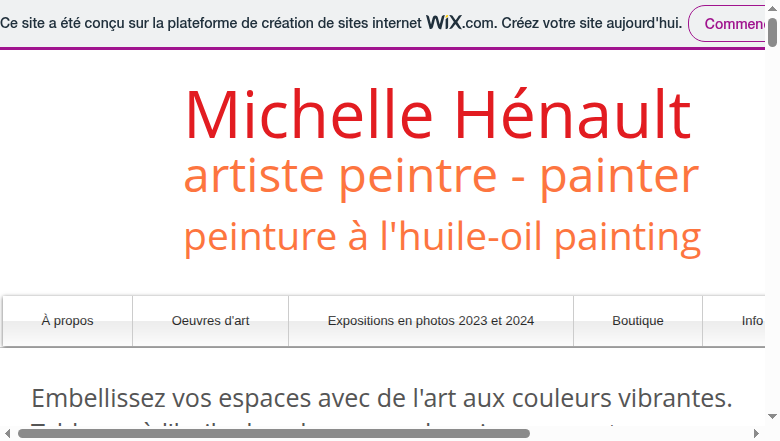 Ce site a été conçu sur la plateforme de création de sites internet WiX.com. Créez votre site aujourd'hui.
Michelle Hénault
artiste peintre - painter
peinture à l'huile-oil painting
À propos Oeuvres d'art Expositions en photos 2023 et 2024 Boutique Info
Embellissez vos espaces avec de l'art aux couleurs vibrantes.